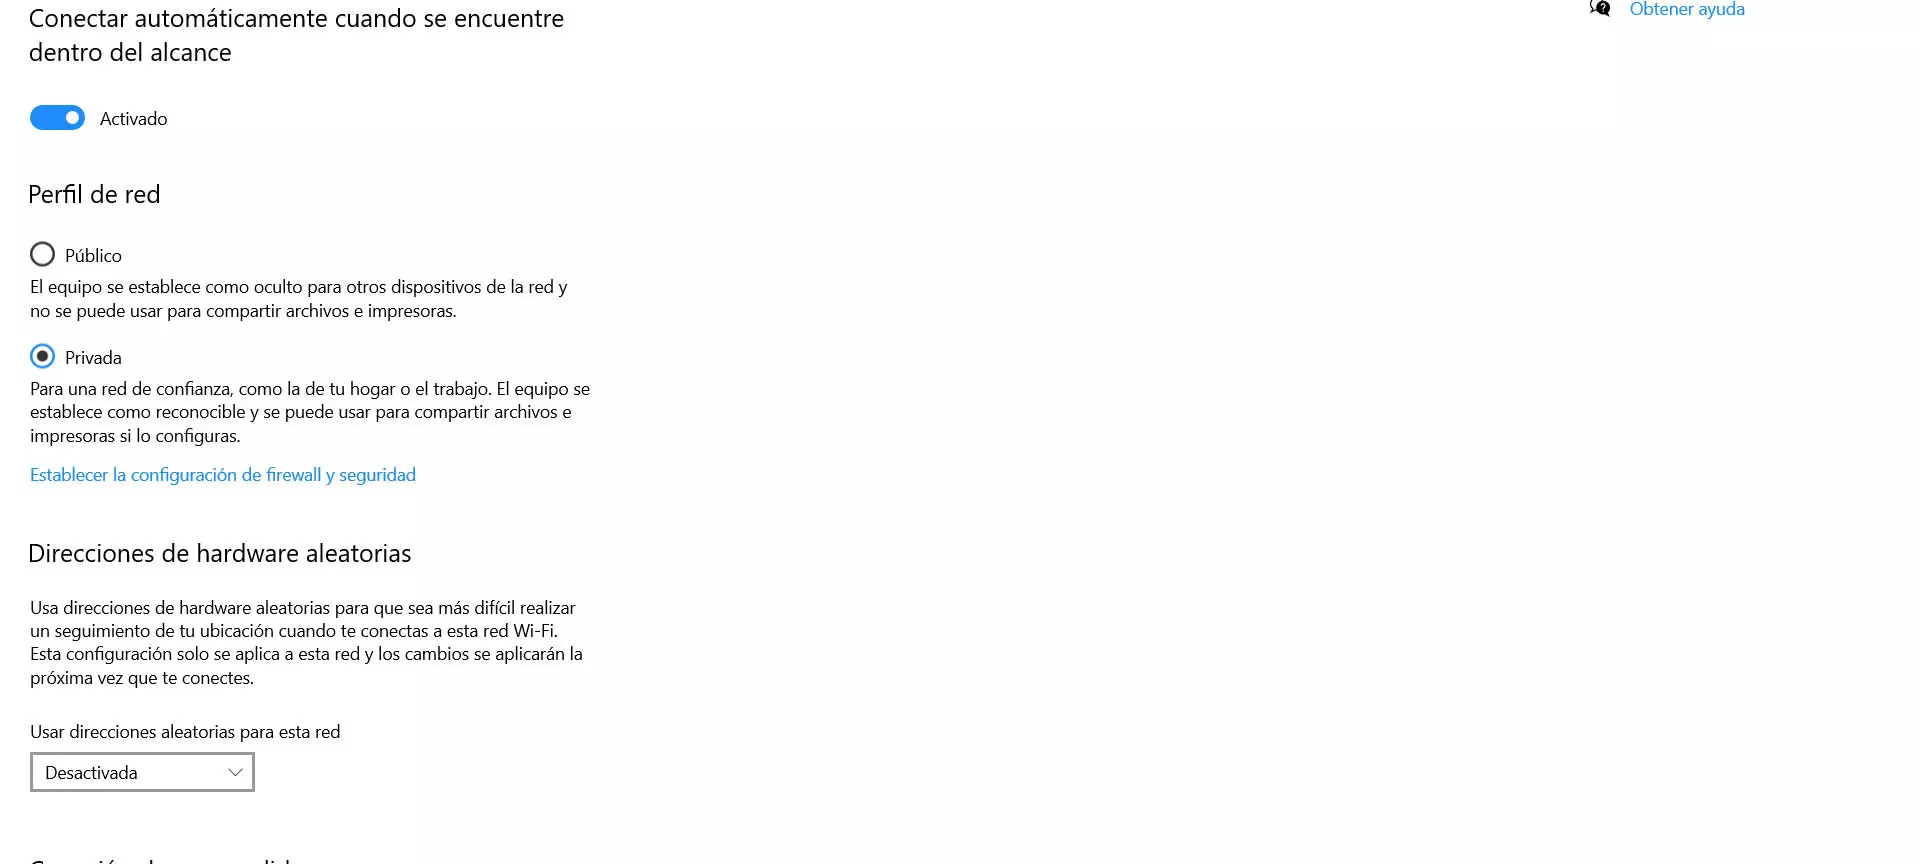 Conectar automáticamente cuando se encuentre
dentro del alcance
Obtener ayuda
Activado
Perfil de red
Público
El equipo se establece como oculto para otros dispositivos de la red y
no se puede usar para compartir archivos e impresoras.
Privada
Para una red de confianza, como la de tu hogar o el trabajo. El equipo se
establece como reconocible y se puede usar para compartir archivos e
impresoras si lo configuras.
Establecer la configuración de firewall y seguridad
Direcciones de hardware aleatorias
Usa direcciones de hardware aleatorias para que sea más difícil realizar
un seguimiento de tu ubicación cuando te conectas a esta red Wi-Fi.
Esta configuración solo se aplica a esta red y los cambios se aplicarán la
próxima vez que te conectes.
Usar direcciones aleatorias para esta red
Desactivada